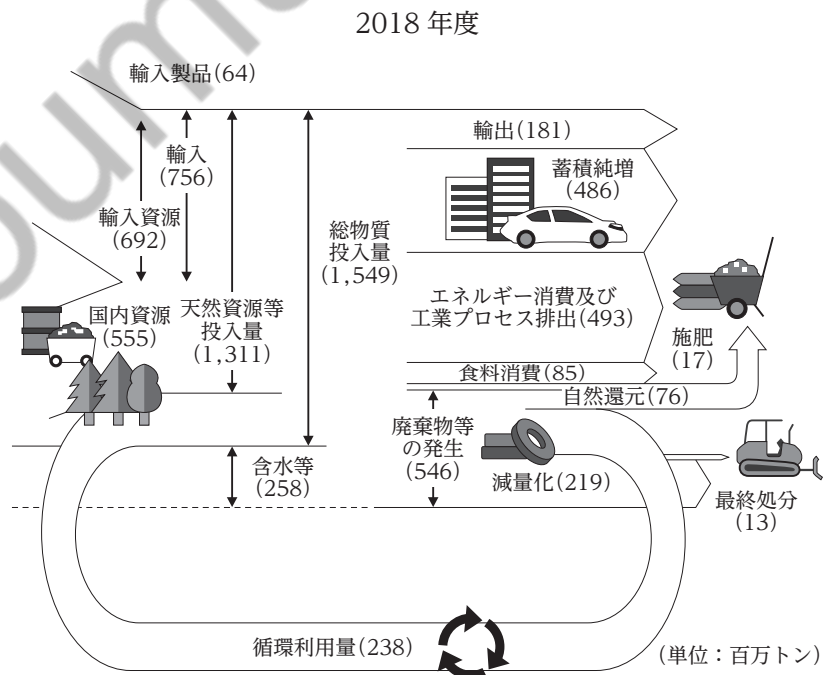 2018 年度
輸入製品(64)
輸出(181)
輸入
(756)
蓄積純増
(486)
輸入資源
(692)
総物質
投入量
(1,549)
国内資源
(555)
天然資源等
投入量
(1,311)
エネルギー消費及び
工業プロセス排出(493)
施肥
(17)
食料消費(85)
自然還元(76)
廃棄物等
の発生
(546)
含水等
(258)
減量化(219)
最終処分
(13)
循環利用量(238)
(単位：百万トン)